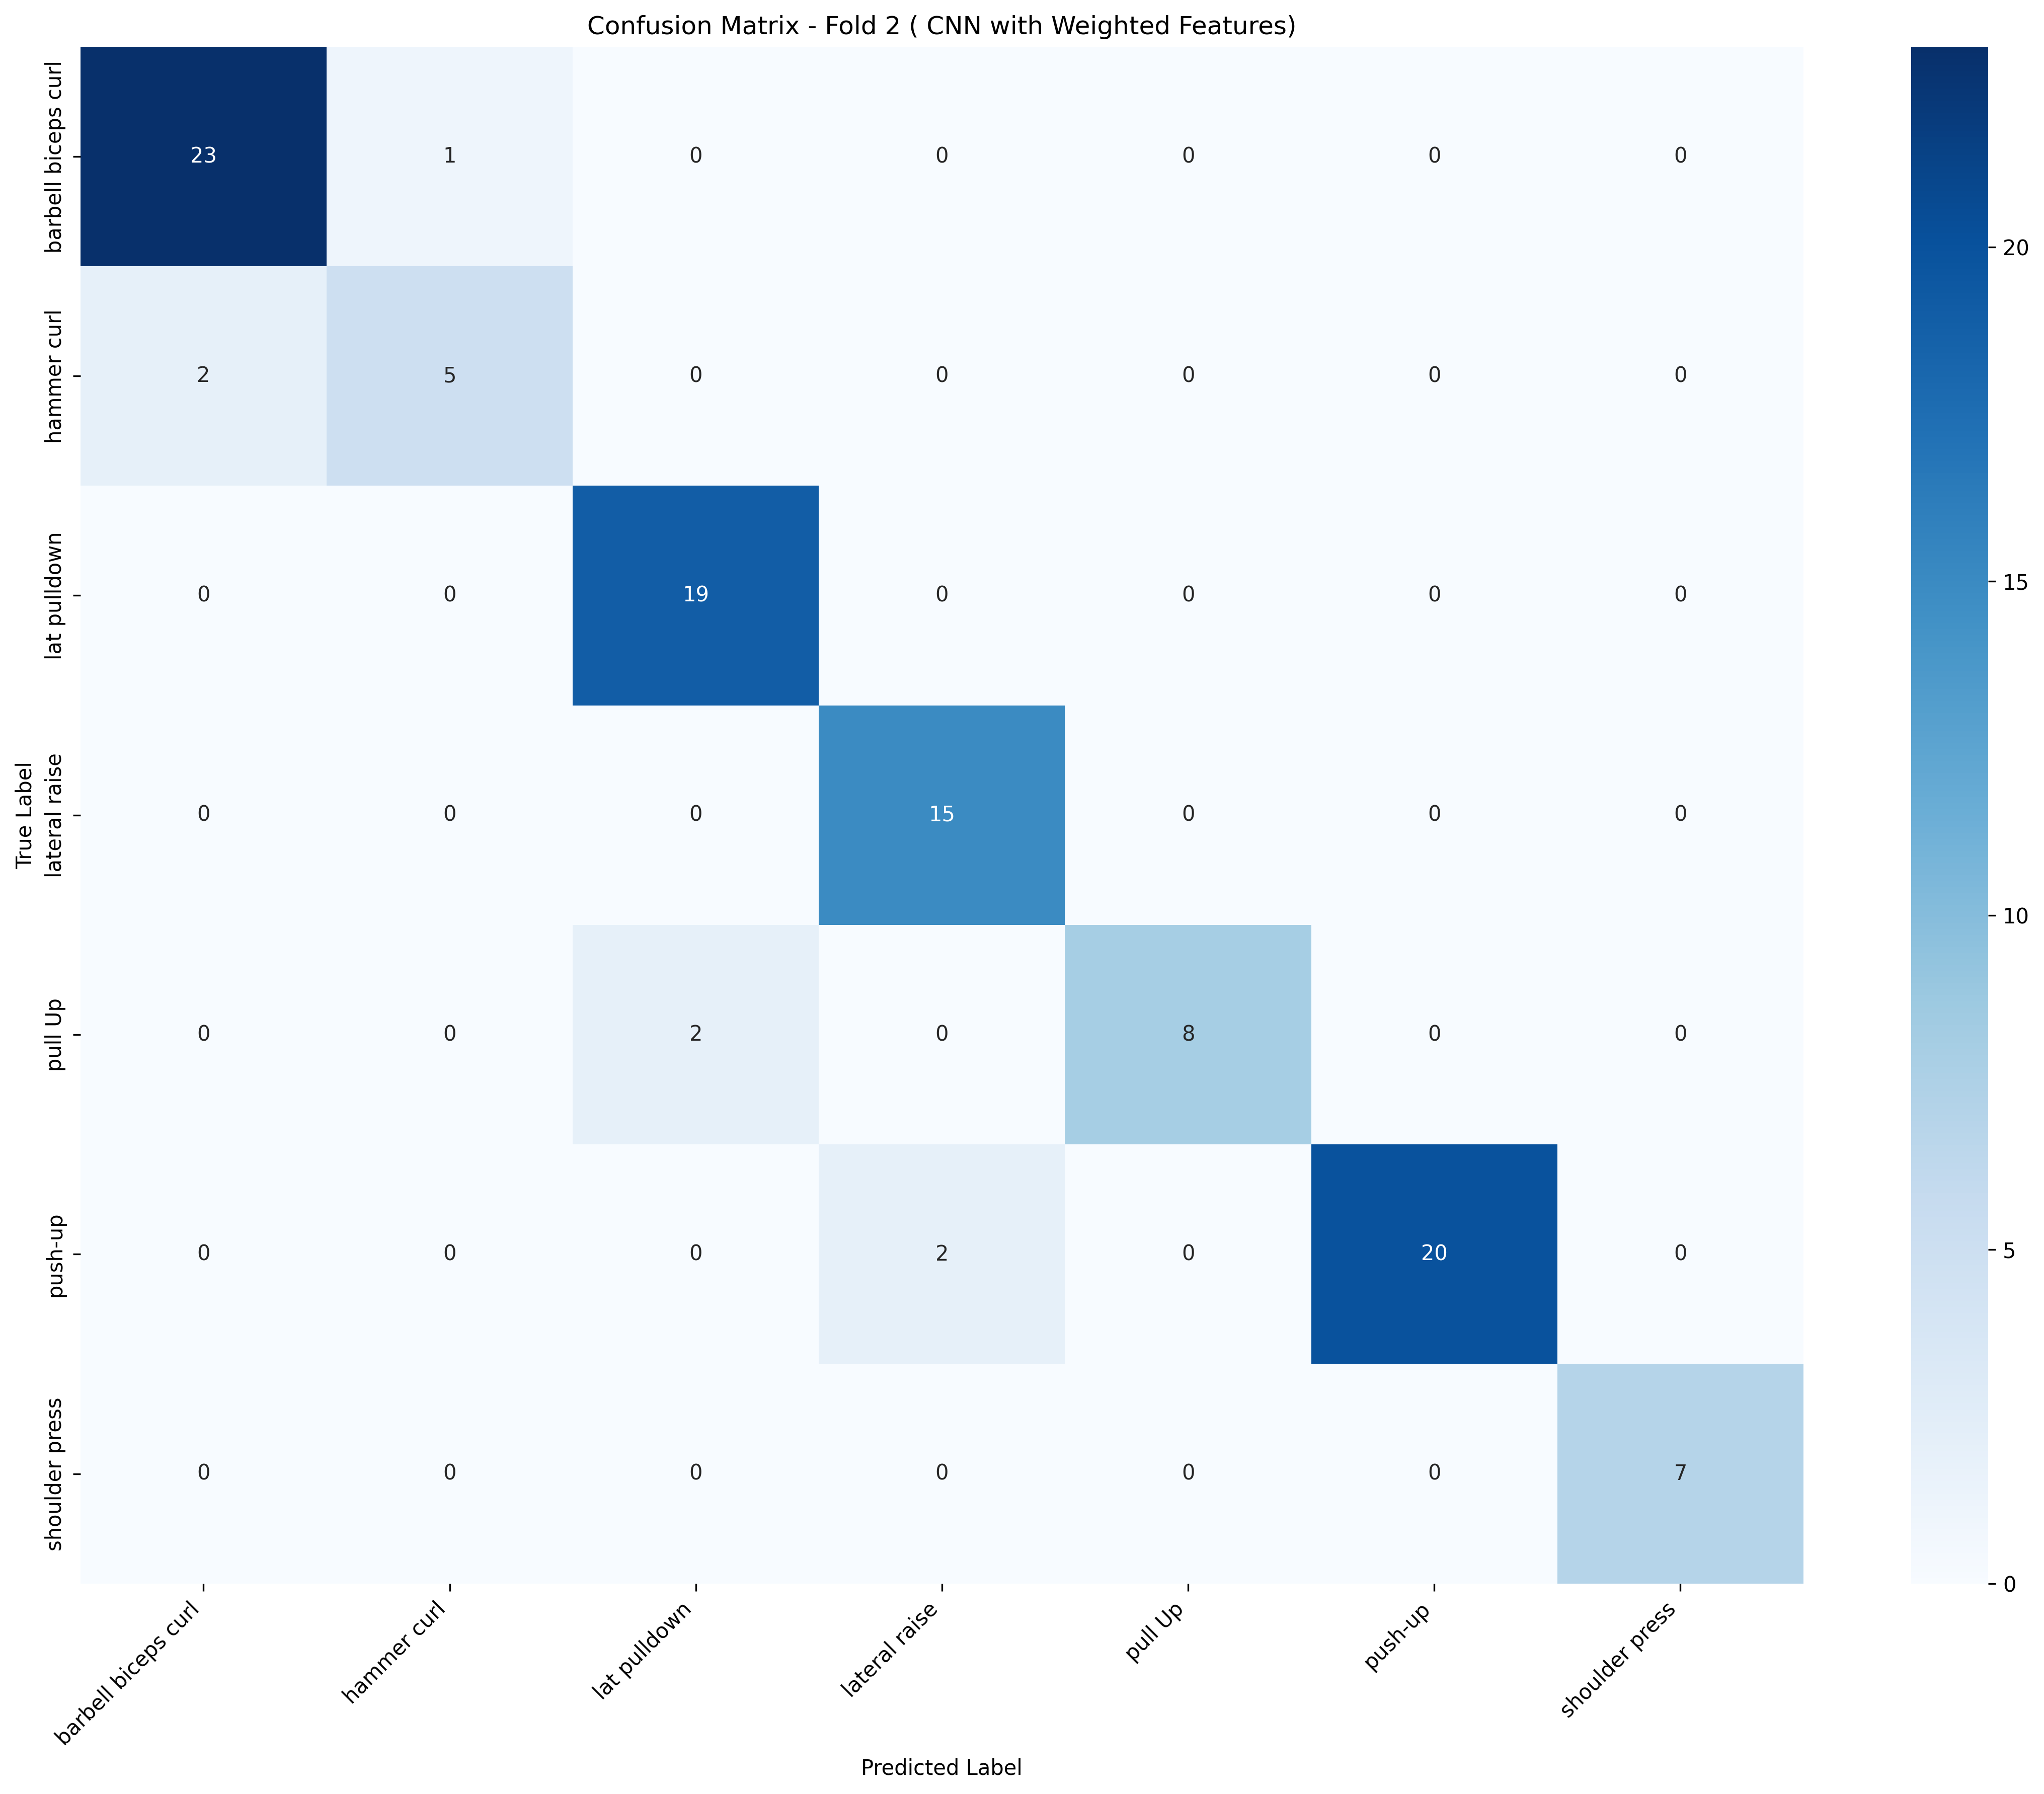 Confusion Matrix - Fold 2 ( CNN with Weighted Features)
True Label
barbell biceps curl 23 1 0 0 0 0 0
hammer curl 2 5 0 0 0 0 0
lat pulldown 0 0 19 0 0 0 0
lateral raise 0 0 0 15 0 0 0
pull Up 0 0 2 0 8 0 0
push-up 0 0 0 2 0 20 0
shoulder press 0 0 0 0 0 0 7
barbell biceps curl hammer curl lat pulldown lateral raise pull Up push-up shoulder press
Predicted Label
20
15
10
5
0